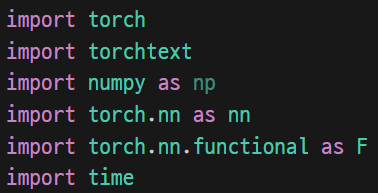 import torch
import torchtext
import numpy as np
import torch.nn as nn
import torch.nn.functional as F
import time